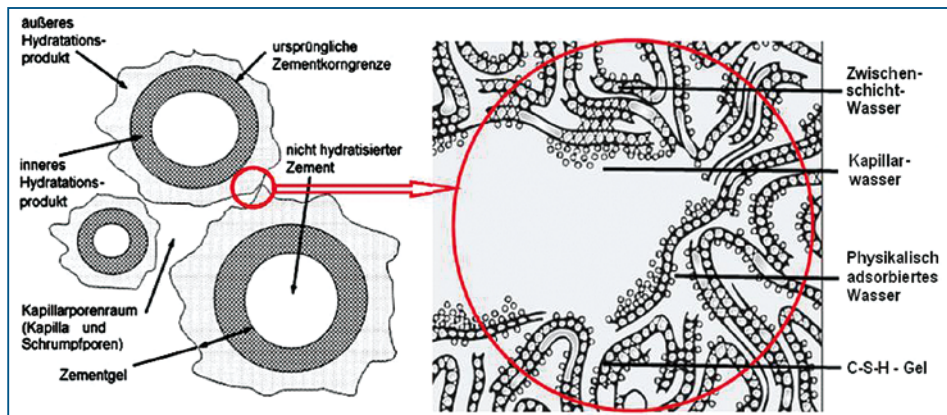 äußeres
Hydratations-
produkt
ursprüngliche
Zementkorngrenze
inneres
Hydratations-
produkt
nicht hydratisierter
Zement
Kapillarporenraum
(Kapilla und
Schrumpfporen)
Zementgel
Zwischen-
schicht-
Wasser
Kapillar-
wasser
Physikalisch
adsorbiertes
Wasser
C-S-H - Gel